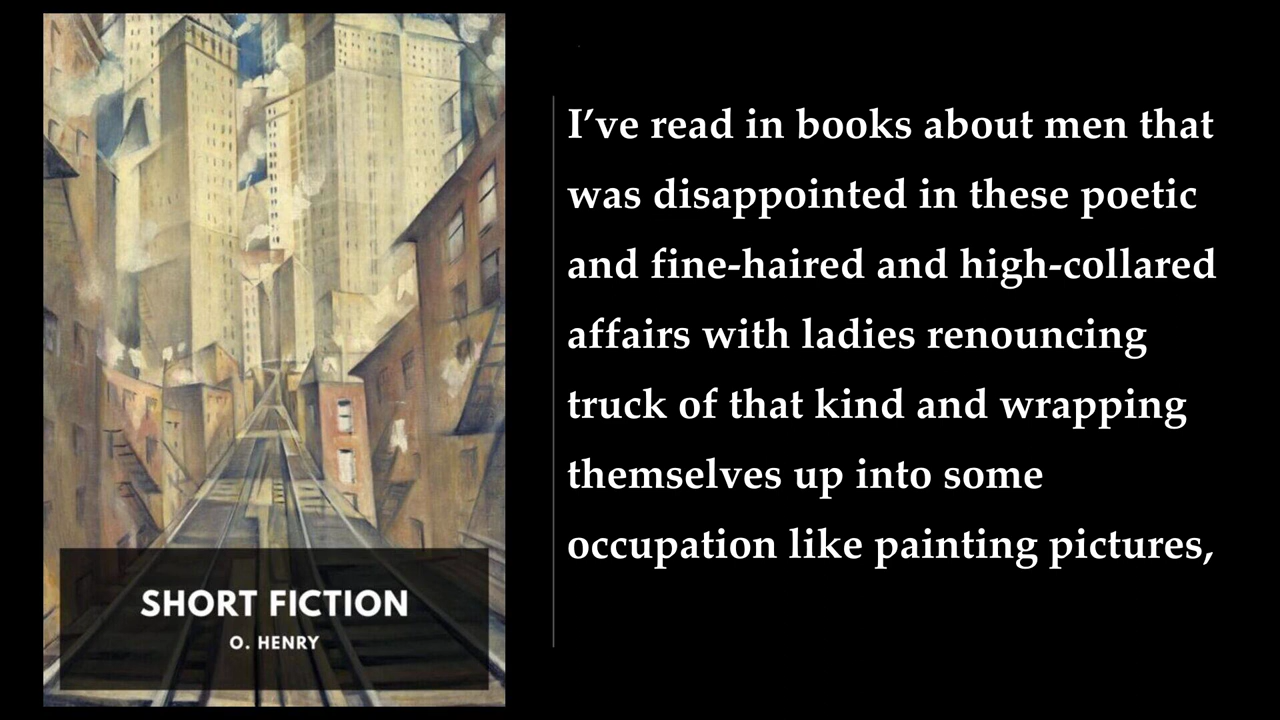 I’ve read in books about men that
was disappointed in these poetic
and fine-haired and high-collared
affairs with ladies renouncing
truck of that kind and wrapping
themselves up into some
occupation like painting pictures,
SHORT FICTION
O. HENRY